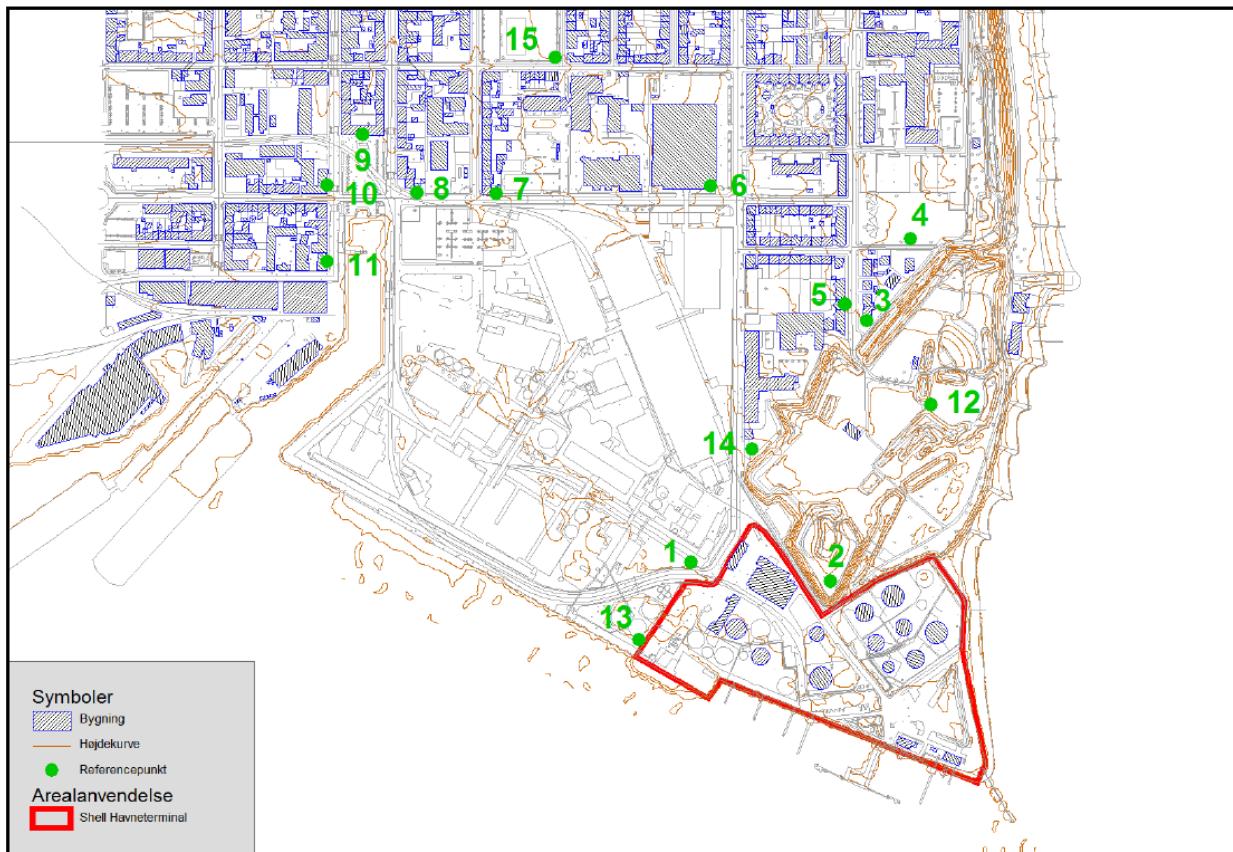 15
9
10
8
7
6
4
11
5
3
12
14
1
2
13
Symboler
Bygning
Højdekurve
Referencepunkt
Arealanvendelse
Shell Havneterminal